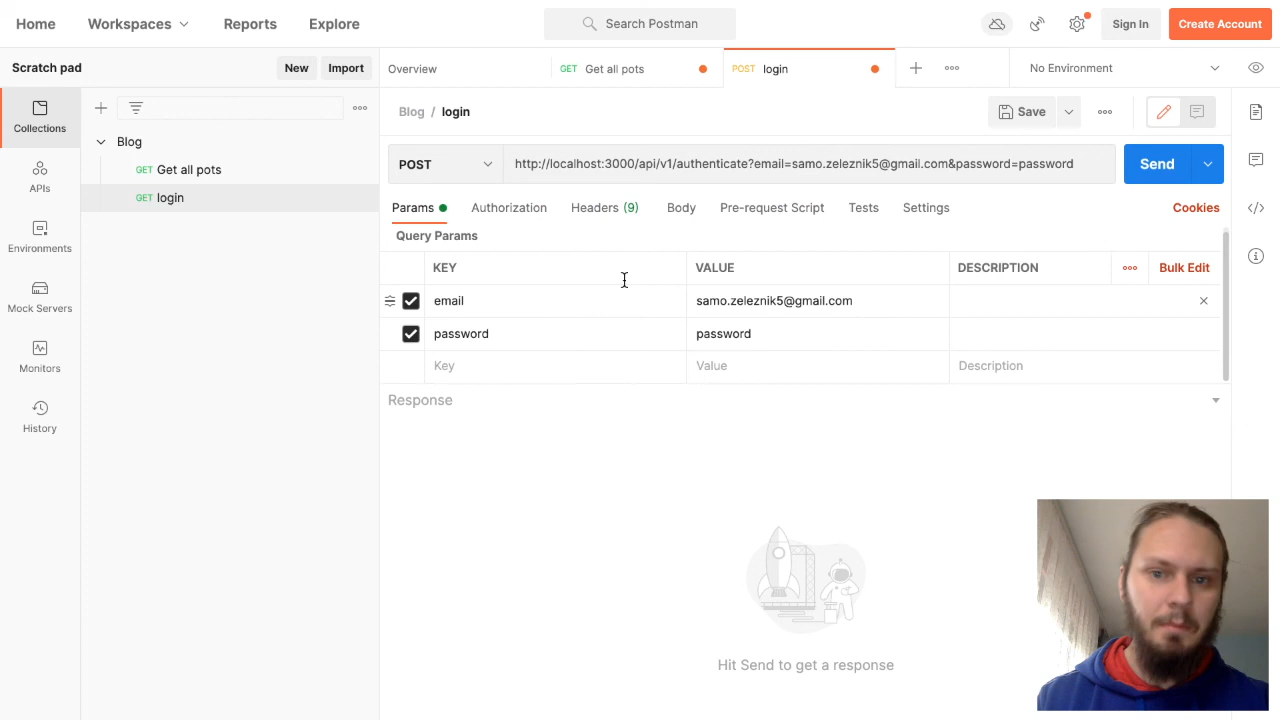 Home Workspaces Reports Explore Search Postman Sign In Create Account
Scratch pad New Import Overview GET Get all pots POST login No Environment
Collections
APIs
Environments
Mock Servers
Monitors
History
Blog
GET Get all pots
GET login
Blog / login Save
POST http://localhost:3000/api/v1/authenticate?email=samo.zeleznik5@gmail.com&password=password Send
Params Authorization Headers (9) Body Pre-request Script Tests Settings Cookies
Query Params
KEY VALUE DESCRIPTION Bulk Edit
email samo.zeleznik5@gmail.com
password password
Key Value Description
Response
Hit Send to get a response